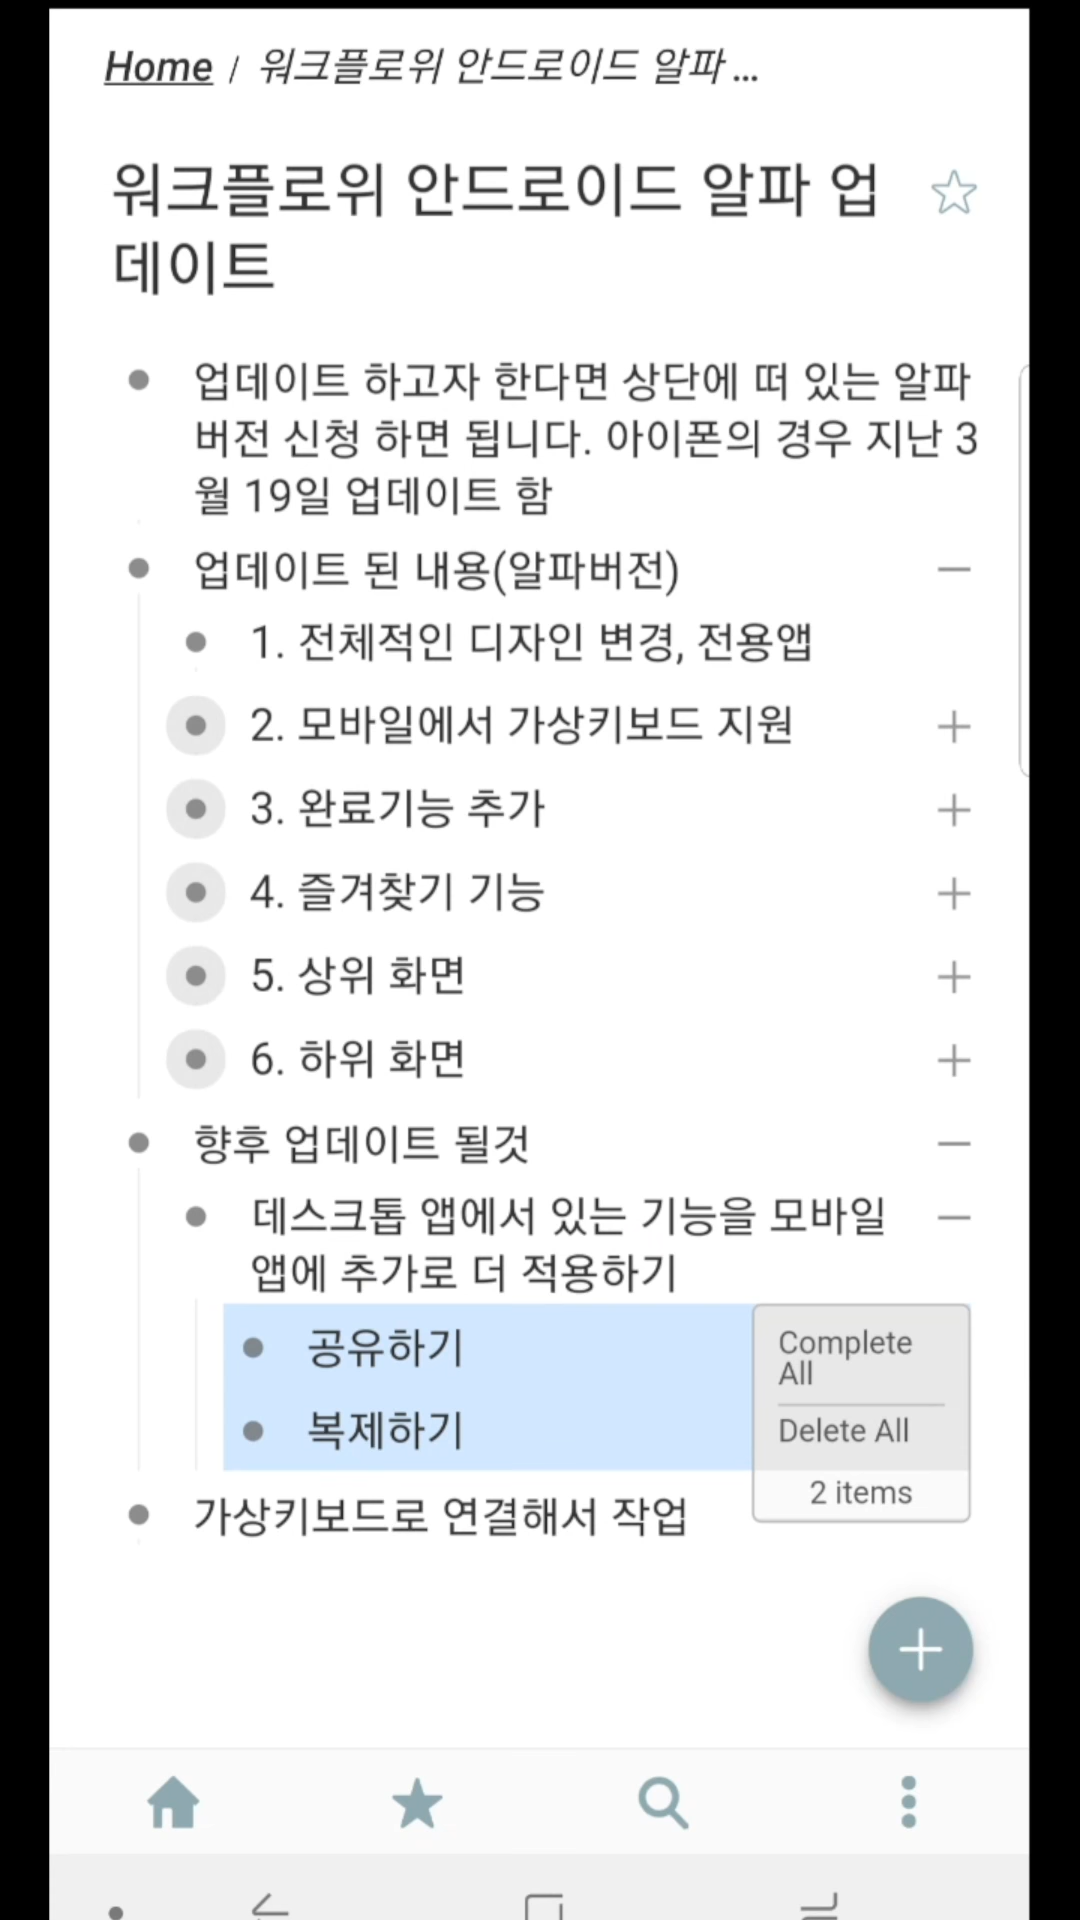 Home / 워크플로위 안드로이드 알파 ...
워크플로위 안드로이드 알파 업
데이트
업데이트 하고자 한다면 상단에 떠 있는 알파
버전 신청 하면 됩니다. 아이폰의 경우 지난 3
월 19일 업데이트 함
업데이트 된 내용(알파버전)
1. 전체적인 디자인 변경, 전용앱
2. 모바일에서 가상키보드 지원
3. 완료기능 추가
4. 즐겨찾기 기능
5. 상위 화면
6. 하위 화면
향후 업데이트 될것
데스크톱 앱에서 있는 기능을 모바일
앱에 추가로 더 적용하기
공유하기
복제하기
Complete
All
Delete All
2 items
가상키보드로 연결해서 작업